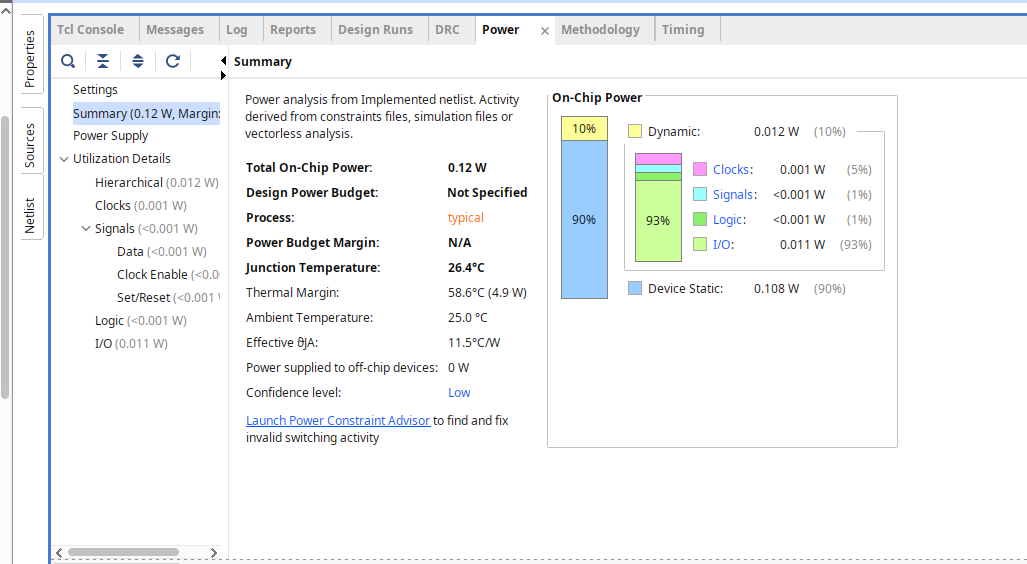 Tcl Console
Messages
Log
Reports
Design Runs
DRC
Power
Methodology
Timing
Properties
Sources
Netlist
Summary
Settings
Summary (0.12 W, Margin:
Power Supply
Utilization Details
Hierarchical (0.012 W)
Clocks (0.001 W)
Signals (<0.001 W)
Data (<0.001 W)
Clock Enable (<0.0
Set/Reset (<0.001
Logic (<0.001 W)
I/O (0.011 W)
Power analysis from Implemented netlist. Activity
derived from constraints files, simulation files or
vectorless analysis.
Total On-Chip Power: 0.12 W
Design Power Budget: Not Specified
Process: typical
Power Budget Margin: N/A
Junction Temperature: 26.4°C
Thermal Margin: 58.6°C (4.9 W)
Ambient Temperature: 25.0 °C
Effective ϑJA: 11.5°C/W
Power supplied to off-chip devices: 0 W
Confidence level: Low
Launch Power Constraint Advisor to find and fix
invalid switching activity
On-Chip Power
10%
90%
Dynamic: 0.012 W (10%)
93%
Clocks: 0.001 W (5%)
Signals: <0.001 W (1%)
Logic: <0.001 W (1%)
I/O: 0.011 W (93%)
Device Static: 0.108 W (90%)